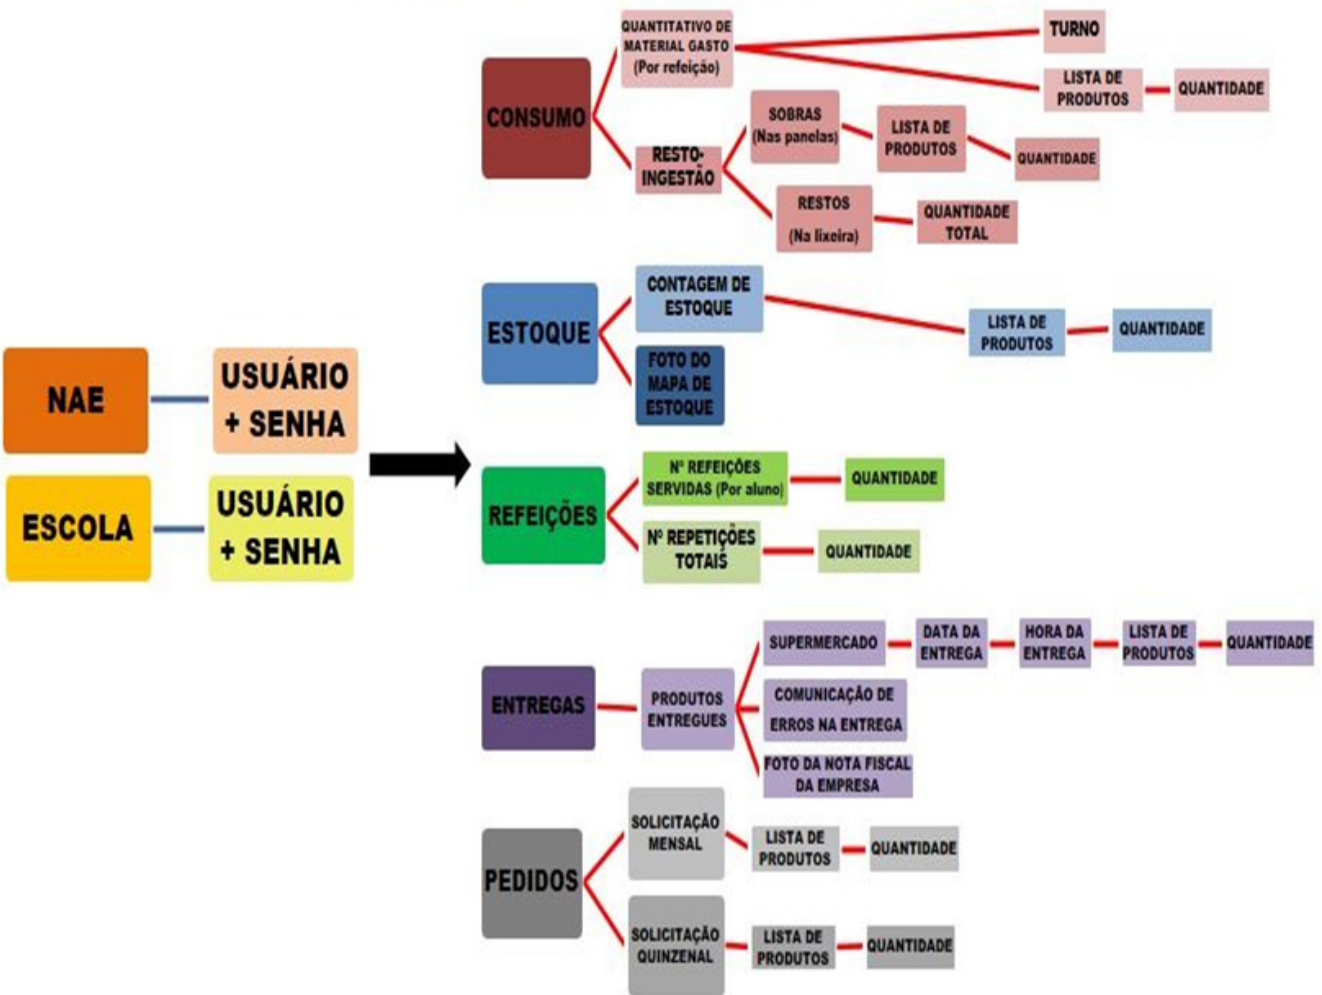 NAE
USUÁRIO
+ SENHA
ESCOLA
USUÁRIO
+ SENHA
CONSUMO
QUANTITATIVO DE
MATERIAL GASTO
(Por refeição)
TURNO
LISTA DE
PRODUTOS
QUANTIDADE
RESTO-
INGESTÃO
SOBRAS
(Nas panelas)
LISTA DE
PRODUTOS
QUANTIDADE
RESTOS
(Na lixeira)
QUANTIDADE
TOTAL
ESTOQUE
CONTAGEM DE
ESTOQUE
LISTA DE
PRODUTOS
QUANTIDADE
FOTO DO
MAPA DE
ESTOQUE
REFEIÇÕES
Nº REFEIÇÕES
SERVIDAS (Por aluno)
QUANTIDADE
Nº REPETIÇÕES
TOTAIS
QUANTIDADE
ENTREGAS
PRODUTOS
ENTREGUES
SUPERMERCADO
DATA DA
ENTREGA
HORA DA
ENTREGA
LISTA DE
PRODUTOS
QUANTIDADE
COMUNICAÇÃO DE
ERROS NA ENTREGA
FOTO DA NOTA FISCAL
DA EMPRESA
PEDIDOS
SOLICITAÇÃO
MENSAL
LISTA DE
PRODUTOS
QUANTIDADE
SOLICITAÇÃO
QUINZENAL
LISTA DE
PRODUTOS
QUANTIDADE